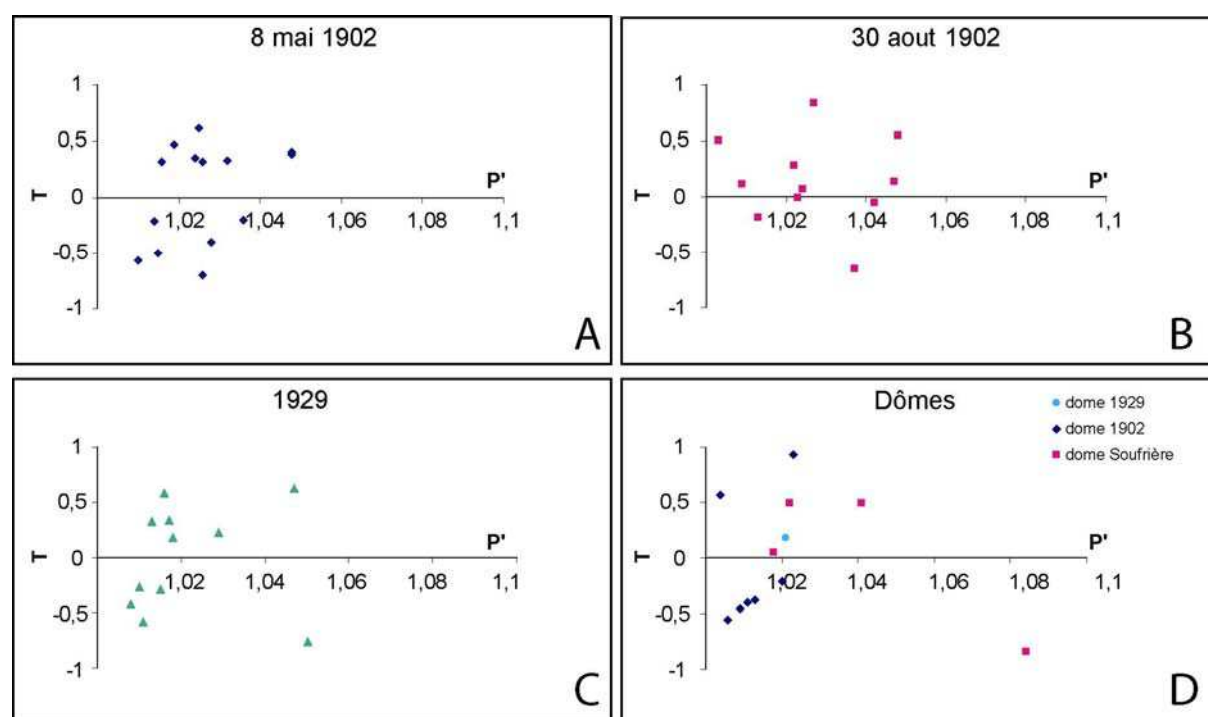 8 mai 1902
1
0,5
0
-0,5
-1
T
P'
1,02
1,04
1,06
1,08
1,1
A
30 aout 1902
1
0,5
0
-0,5
-1
T
P'
1,02
1,04
1,06
1,08
1,1
B
1929
1
0,5
0
-0,5
-1
T
P'
1,02
1,04
1,06
1,08
1,1
C
Dômes
dome 1929
dome 1902
dome Soufrière
1
0,5
0
-0,5
-1
T
P'
1,02
1,04
1,06
1,08
1,1
D